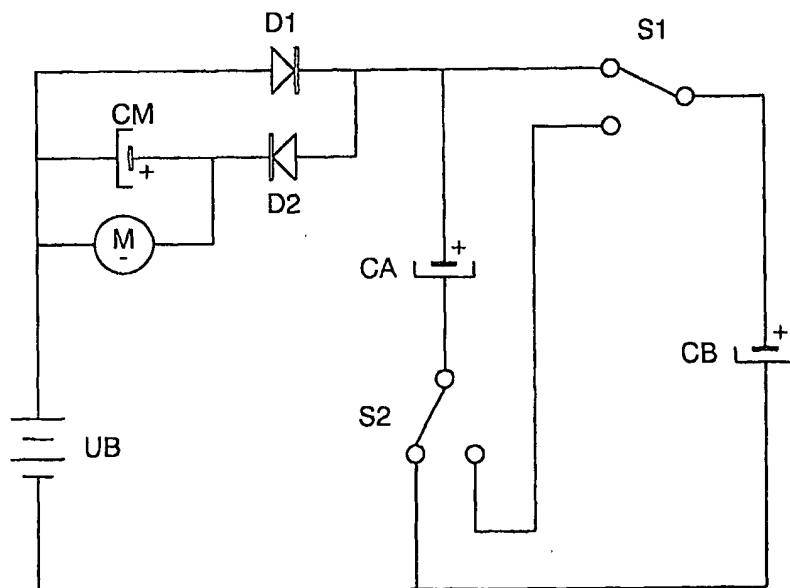 D1
S1
CM
+
D2
M
-
+
CA
+
CB
S2
UB